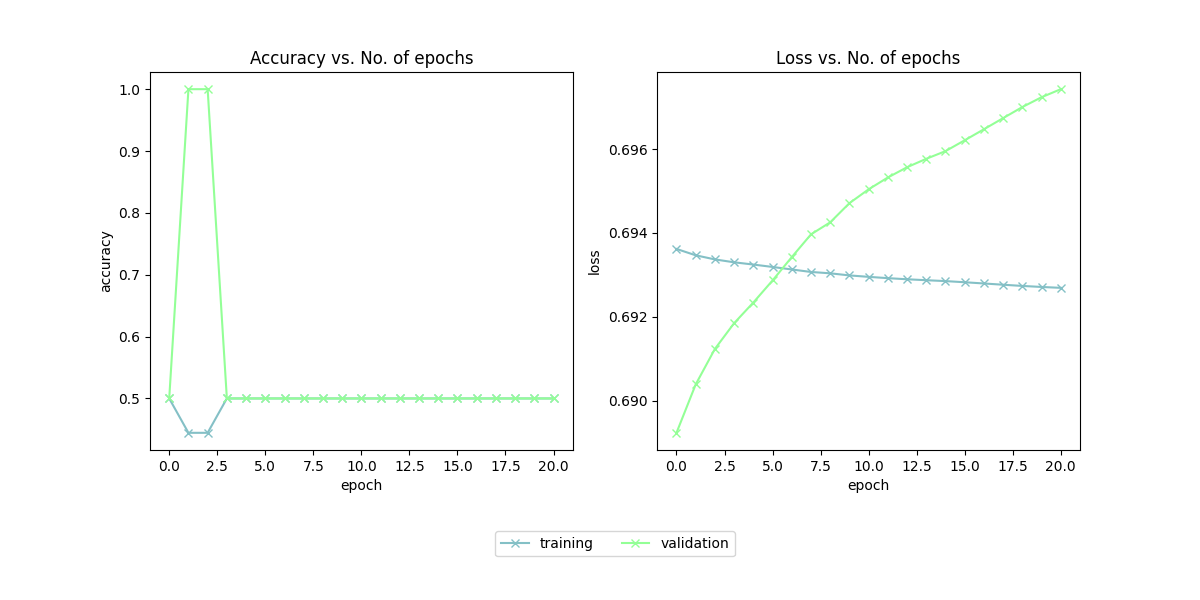 Accuracy vs. No. of epochs
1.0
0.9
0.8
0.7
0.6
0.5
accuracy
0.0 2.5 5.0 7.5 10.0 12.5 15.0 17.5 20.0
epoch
Loss vs. No. of epochs
0.696
0.694
0.692
0.690
loss
0.0 2.5 5.0 7.5 10.0 12.5 15.0 17.5 20.0
epoch
training validation